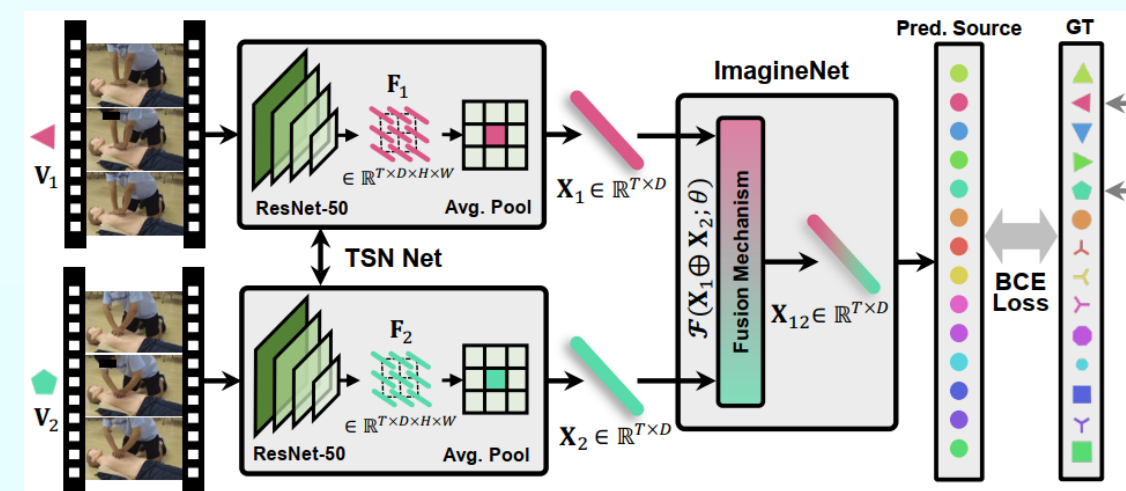 Pred. Source
GT
ImagineNet
V₁
F₁
∈ ℝ^{T×D×H×W}
ResNet-50
Avg. Pool
X₁ ∈ ℝ^{T×D}
TSN Net
V₂
F₂
∈ ℝ^{T×D×H×W}
ResNet-50
Avg. Pool
X₂ ∈ ℝ^{T×D}
𝓕(X₁ ⊕ X₂; θ)
Fusion Mechanism
X₁₂ ∈ ℝ^{T×D}
BCE
Loss